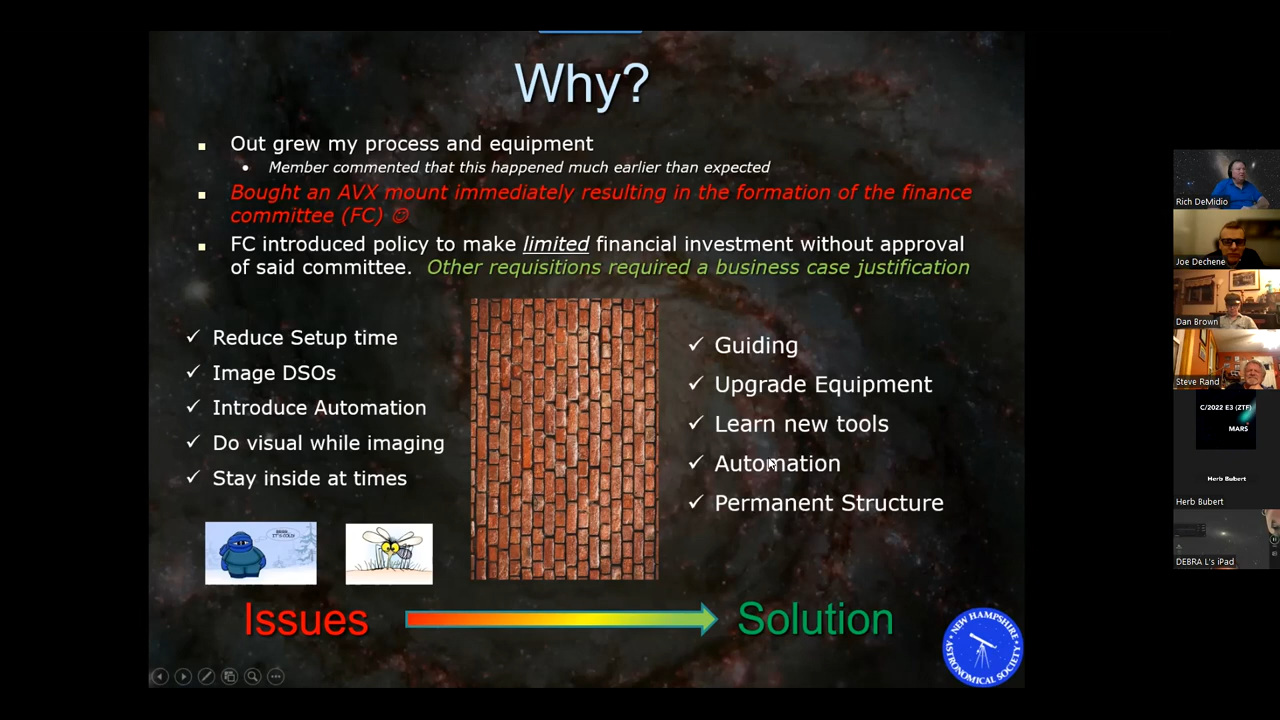 Why?
Out grew my process and equipment
Member commented that this happened much earlier than expected
Bought an AVX mount immediately resulting in the formation of the finance
committee (FC) ☺
FC introduced policy to make limited financial investment without approval
of said committee. Other requisitions required a business case justification
Reduce Setup time
Image DSOs
Introduce Automation
Do visual while imaging
Stay inside at times
Guiding
Upgrade Equipment
Learn new tools
Automation
Permanent Structure
Issues
Solution
NEW HAMPSHIRE
ASTRONOMICAL SOCIETY
Rich DeMidio
Joe Dechene
Dan Brown
Steve Rand
C/2022 E3 (ZTF)
MARS
Herb Bubert
Herb Bubert
DEBRA L's iPad